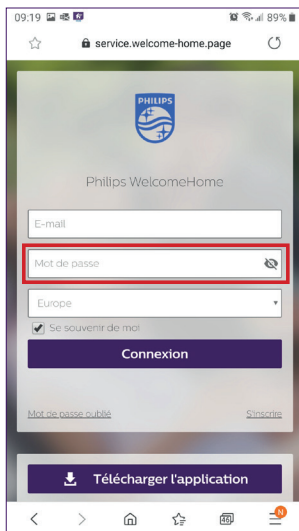 09:19 89%
service.welcome-home.page
PHILIPS
Philips WelcomeHome
E-mail
Mot de passe
Europe
Se souvenir de moi
Connexion
Mot de passe oublié S'inscrire
Télécharger l'application
46 N